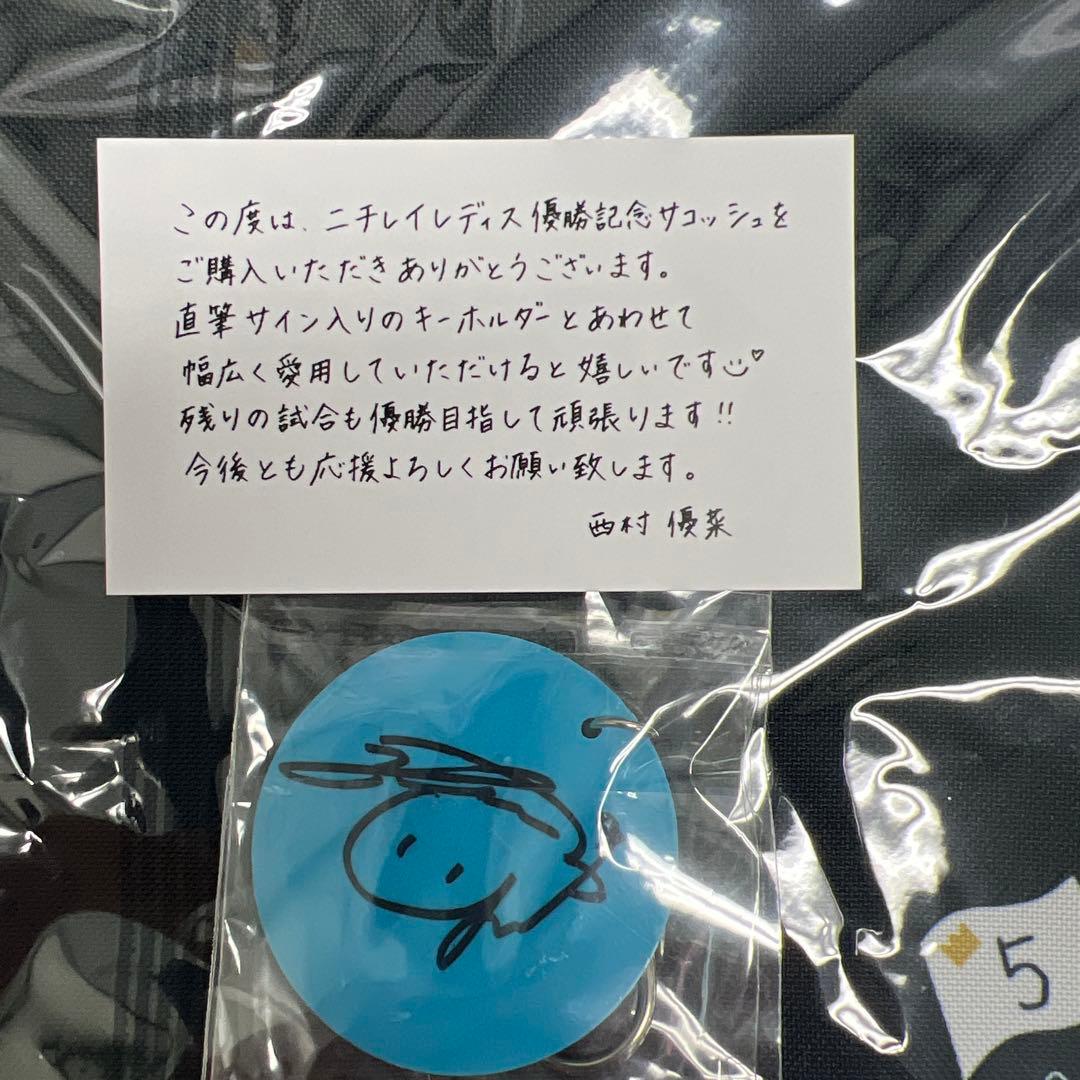 この度は、ニチレイレディス優勝記念サコッシュを
ご購入いただきありがとうございます。
直筆サイン入りのキーホルダーとあわせて
幅広く愛用していただけると嬉しいです
残りの試合も優勝目指して頑張ります!!
今後とも応援よろしくお願い致します。
西村 優菜
5